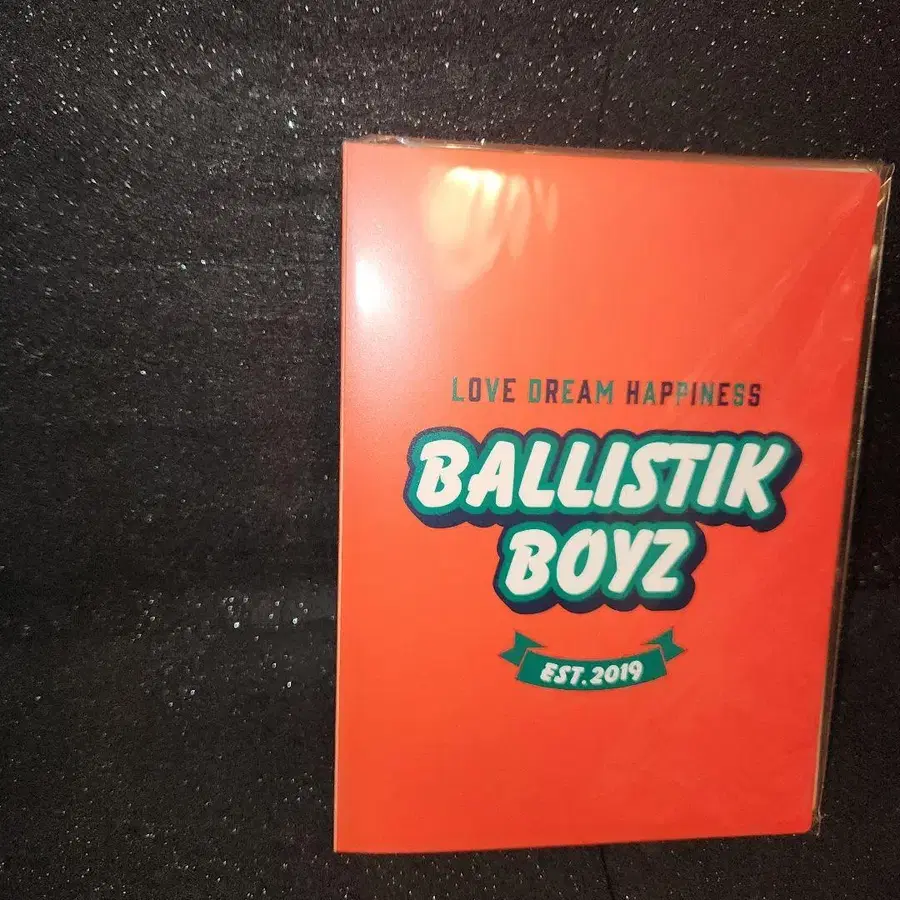 LOVE DREAM HAPPINESS
BALLISTIK
BOYZ
EST.2019